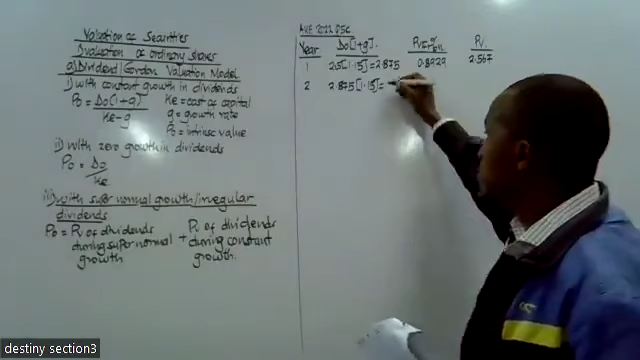 Valuation of Securities
Evaluation of ordinary shares
a) Dividend/Gordon Valuation Model
i) with constant growth in dividends
P₀ = D₀(1+g)
Ke-g
Ke = cost of capital
g = growth rate
P₀ = intrinsic value
ii) With zero growth in dividends
P₀ = D₀
Ke
iii) with super normal growth/irregular
dividends
P₀ = PV of dividends
during super normal
growth
+ PV of dividends
during constant
growth.
Year D₀[1+g]. PV
1 2.5[1.15] = 2.875 0.8929 2.567
2 2.875[1.15] =
destiny section3